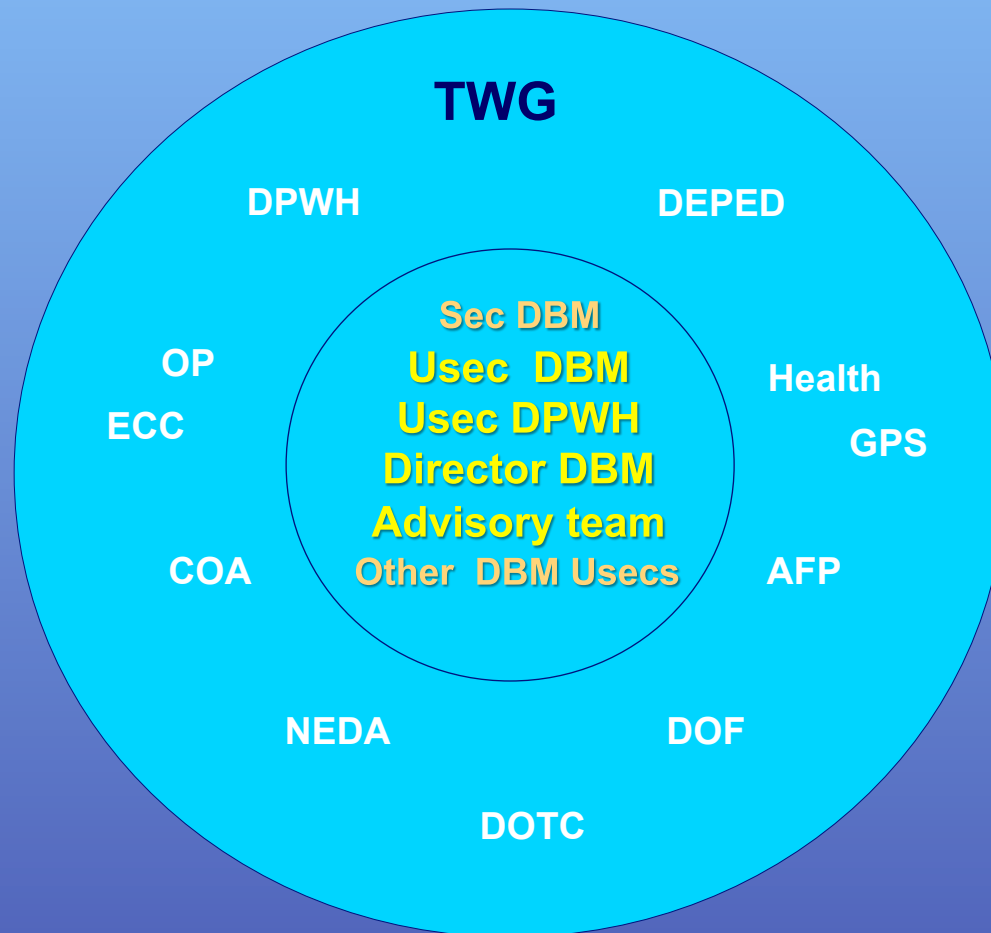 TWG
DPWH
DEPED
Sec DBM
Usec DBM
Usec DPWH
Director DBM
Advisory team
Other DBM Usecs
OP
ECC
Health
GPS
COA
AFP
NEDA
DOF
DOTC